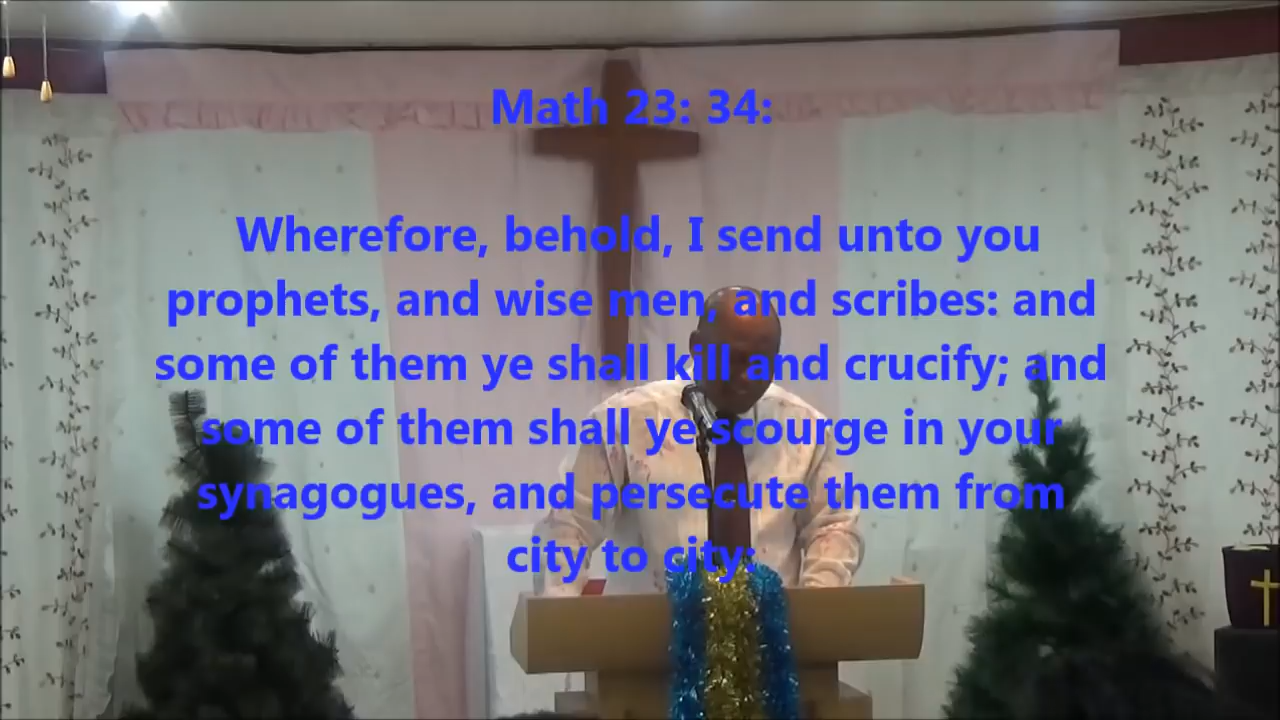 Math 23: 34:
Wherefore, behold, I send unto you
prophets, and wise men, and scribes: and
some of them ye shall kill and crucify; and
some of them shall ye scourge in your
synagogues, and persecute them from
city to city: